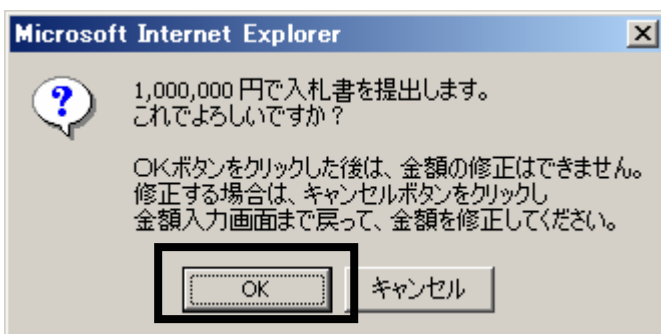 Microsoft Internet Explorer
1,000,000 円で入札書を提出します。
これでよろしいですか？
OKボタンをクリックした後は、金額の修正はできません。
修正する場合は、キャンセルボタンをクリックし
金額入力画面まで戻って、金額を修正してください。
OK
キャンセル